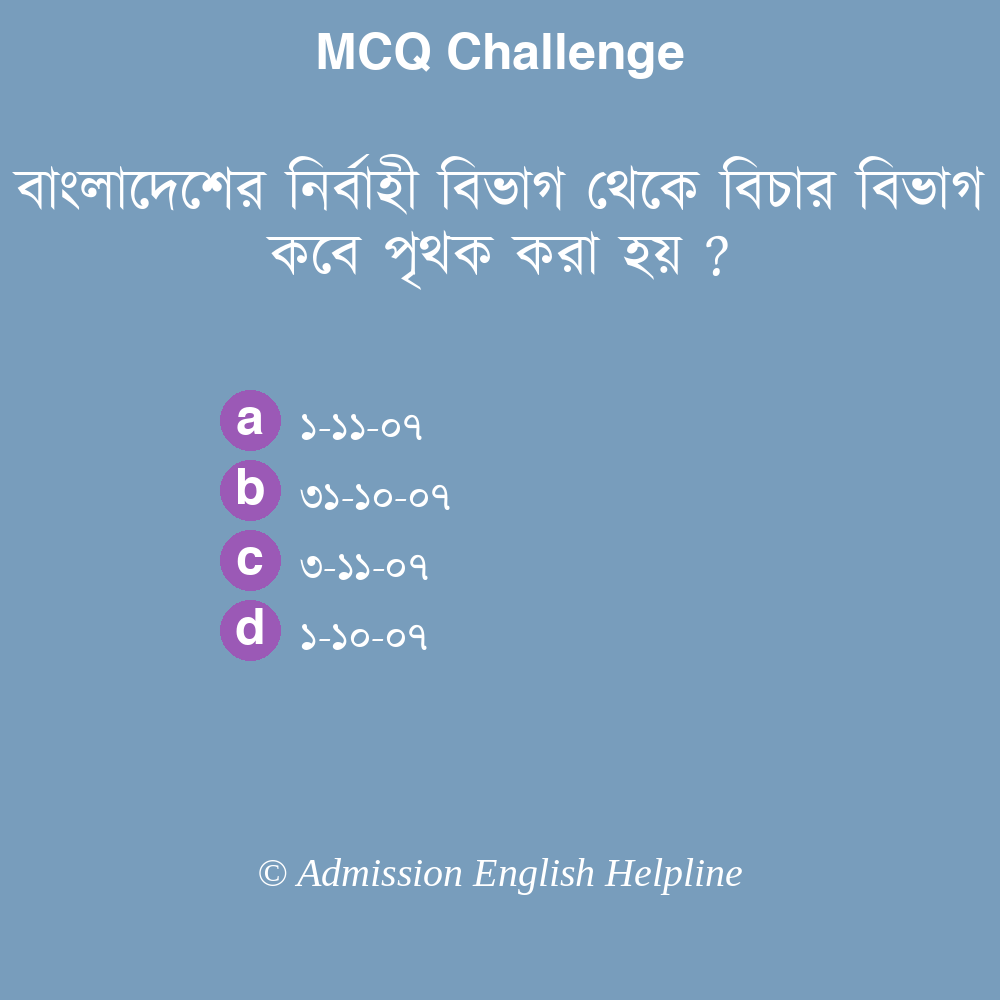 MCQ Challenge
বাংলাদেশের নির্বাহী বিভাগ থেকে বিচার বিভাগ
কবে পৃথক করা হয় ?
a ১-১১-০৭
b ৩১-১০-০৭
c ৩-১১-০৭
d ১-১০-০৭
© Admission English Helpline